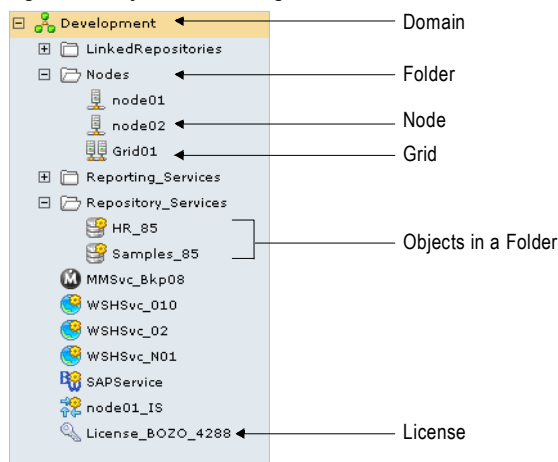 Development Domain
LinkedRepositories
Nodes Folder
node01
node02 Node
Grid01 Grid
Reporting_Services
Repository_Services
HR_85
Objects in a Folder
Samples_85
MMSvc_Bkp08
WSHSvc_010
WSHSvc_02
WSHSvc_N01
SAPService
node01_IS
License_BOZO_4288 License